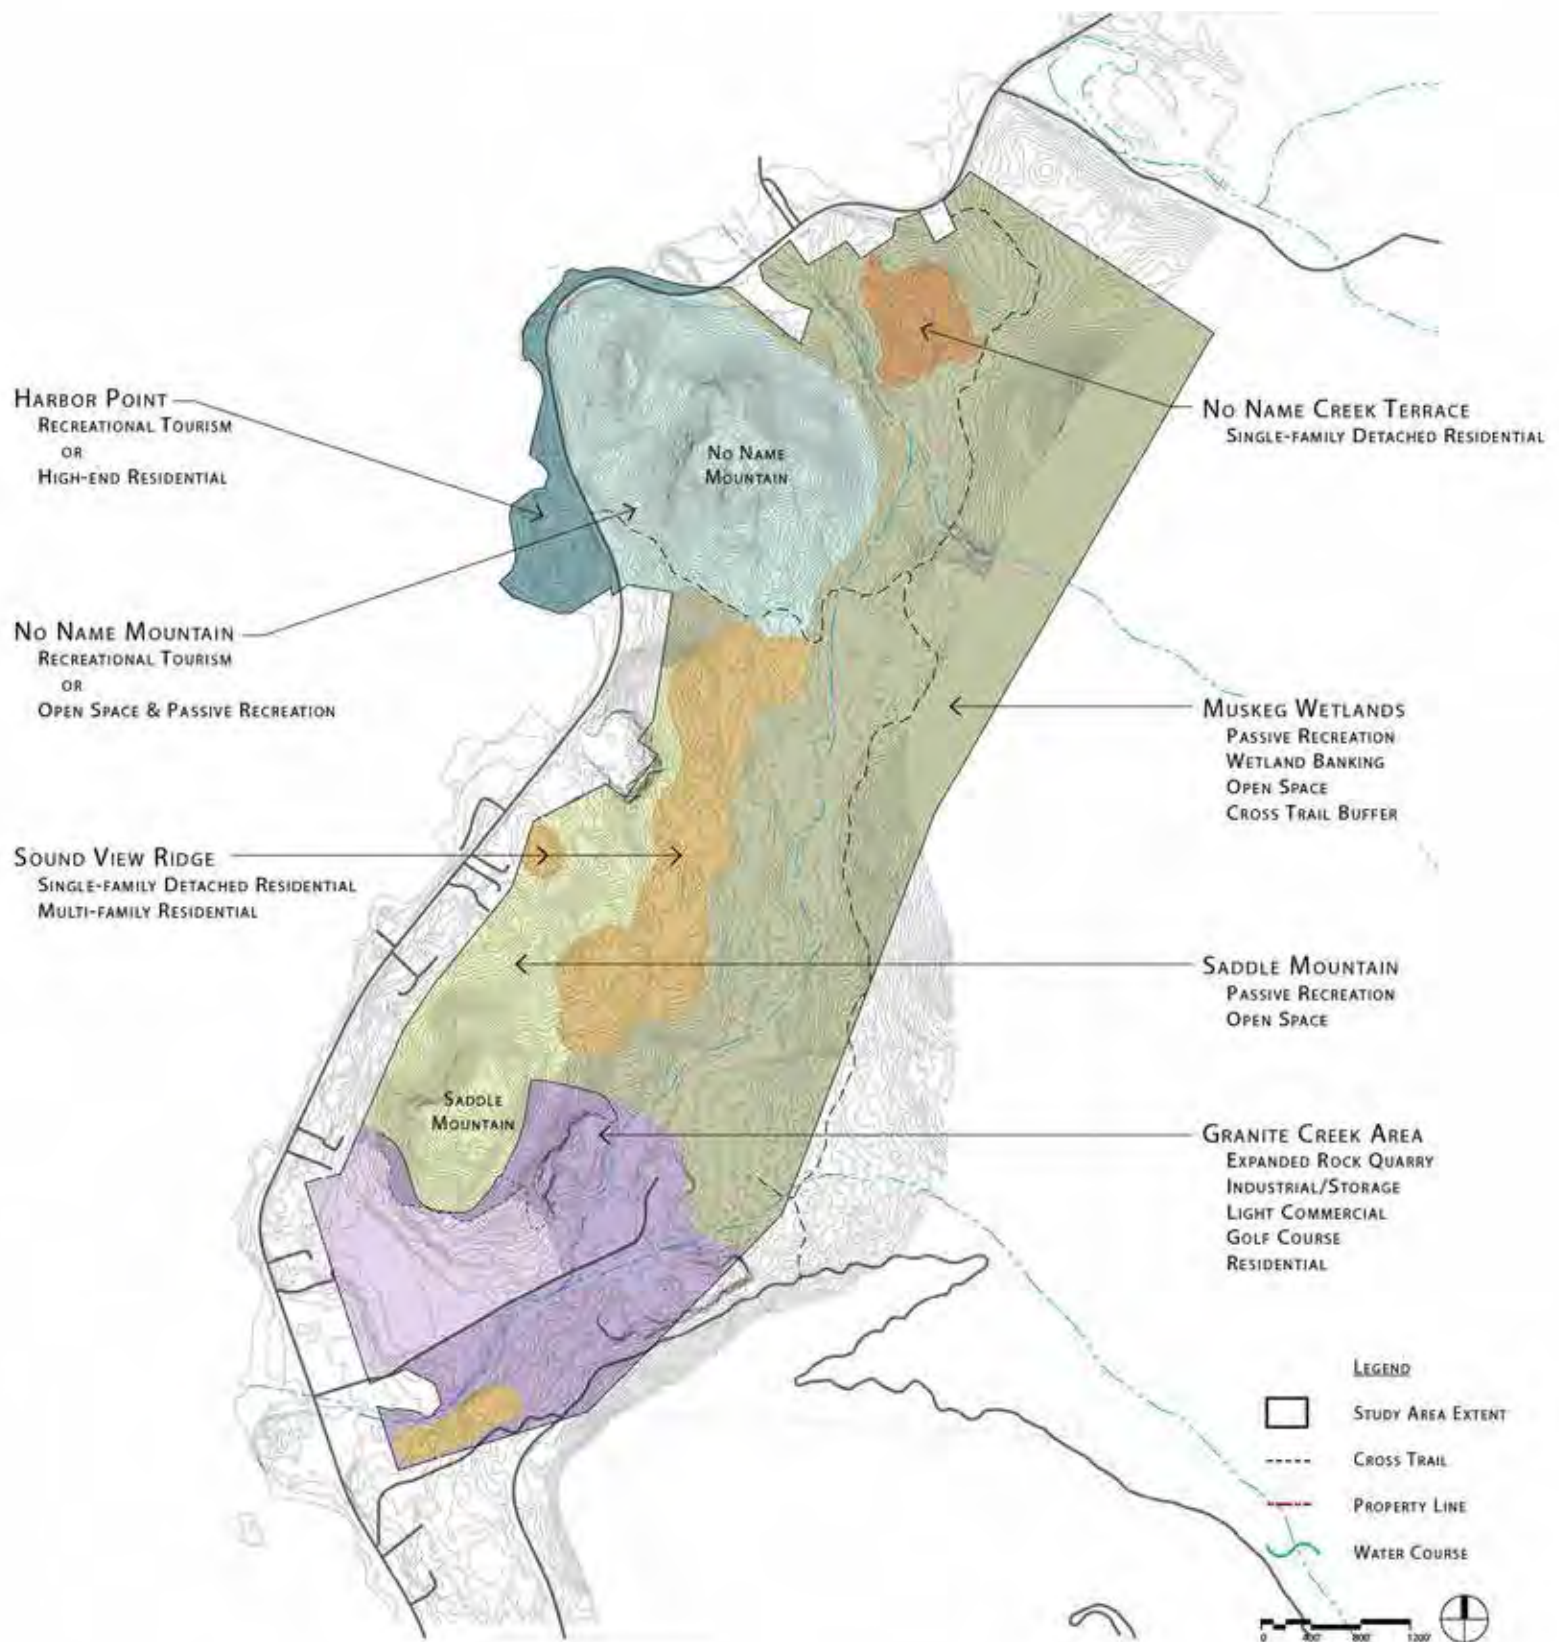 Harbor Point
Recreational Tourism
or
High-end Residential
No Name Mountain
Recreational Tourism
or
Open Space & Passive Recreation
Sound View Ridge
Single-family Detached Residential
Multi-family Residential
No Name
Mountain
Saddle
Mountain
No Name Creek Terrace
Single-family Detached Residential
Muskeg Wetlands
Passive Recreation
Wetland Banking
Open Space
Cross Trail Buffer
Saddle Mountain
Passive Recreation
Open Space
Granite Creek Area
Expanded Rock Quarry
Industrial/Storage
Light Commercial
Golf Course
Residential
Legend
Study Area Extent
Cross Trail
Property Line
Water Course
0 400' 800' 1200'